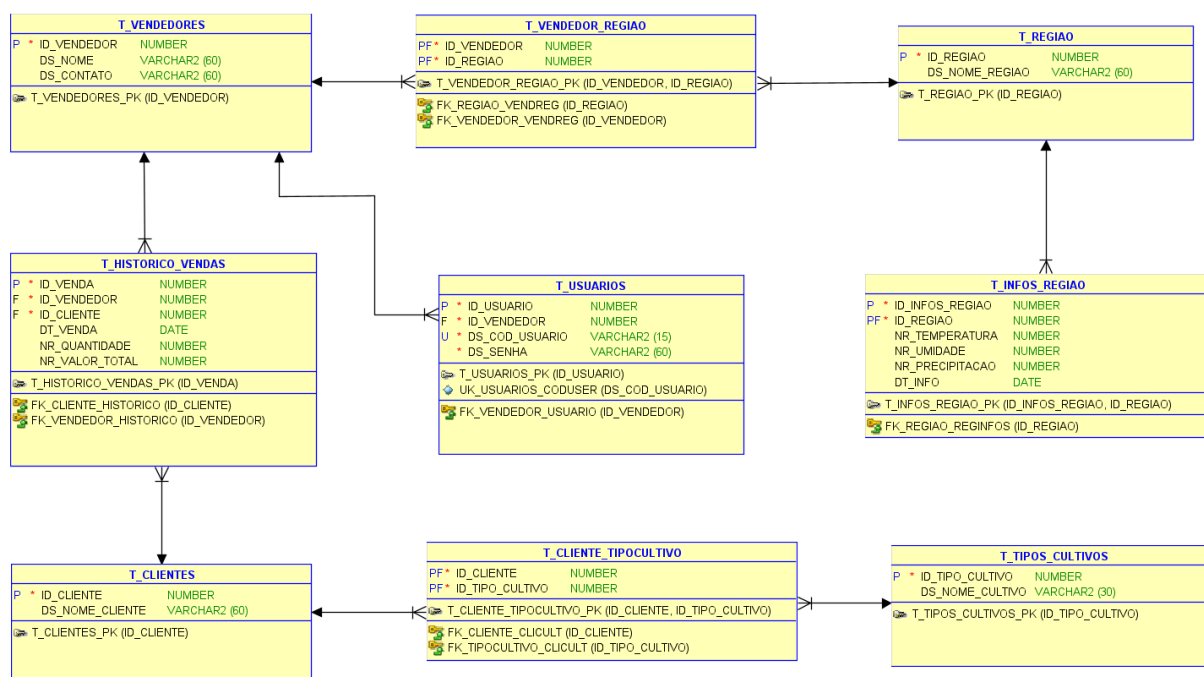 T_VENDEDORES
P * ID_VENDEDOR NUMBER
DS_NOME VARCHAR2 (60)
DS_CONTATO VARCHAR2 (60)
T_VENDEDORES_PK (ID_VENDEDOR)
T_VENDEDOR_REGIAO
PF * ID_VENDEDOR NUMBER
PF * ID_REGIAO NUMBER
T_VENDEDOR_REGIAO_PK (ID_VENDEDOR, ID_REGIAO)
FK_REGIAO_VENDREG (ID_REGIAO)
FK_VENDEDOR_VENDREG (ID_VENDEDOR)
T_REGIAO
P * ID_REGIAO NUMBER
DS_NOME_REGIAO VARCHAR2 (60)
T_REGIAO_PK (ID_REGIAO)
T_HISTORICO_VENDAS
P * ID_VENDA NUMBER
F * ID_VENDEDOR NUMBER
F * ID_CLIENTE NUMBER
DT_VENDA DATE
NR_QUANTIDADE NUMBER
NR_VALOR_TOTAL NUMBER
T_HISTORICO_VENDAS_PK (ID_VENDA)
FK_CLIENTE_HISTORICO (ID_CLIENTE)
FK_VENDEDOR_HISTORICO (ID_VENDEDOR)
T_USUARIOS
P * ID_USUARIO NUMBER
F * ID_VENDEDOR NUMBER
U * DS_COD_USUARIO VARCHAR2 (15)
* DS_SENHA VARCHAR2 (60)
T_USUARIOS_PK (ID_USUARIO)
UK_USUARIOS_CODUSER (DS_COD_USUARIO)
FK_VENDEDOR_USUARIO (ID_VENDEDOR)
T_INFOS_REGIAO
P * ID_INFOS_REGIAO NUMBER
PF * ID_REGIAO NUMBER
NR_TEMPERATURA NUMBER
NR_UMIDADE NUMBER
NR_PRECIPITACAO NUMBER
DT_INFO DATE
T_INFOS_REGIAO_PK (ID_INFOS_REGIAO, ID_REGIAO)
FK_REGIAO_REGINFOS (ID_REGIAO)
T_CLIENTES
P * ID_CLIENTE NUMBER
DS_NOME_CLIENTE VARCHAR2 (60)
T_CLIENTES_PK (ID_CLIENTE)
T_CLIENTE_TIPOCULTIVO
PF * ID_CLIENTE NUMBER
PF * ID_TIPO_CULTIVO NUMBER
T_CLIENTE_TIPOCULTIVO_PK (ID_CLIENTE, ID_TIPO_CULTIVO)
FK_CLIENTE_CLICULT (ID_CLIENTE)
FK_TIPOCULTIVO_CLICULT (ID_TIPO_CULTIVO)
T_TIPOS_CULTIVOS
P * ID_TIPO_CULTIVO NUMBER
DS_NOME_CULTIVO VARCHAR2 (30)
T_TIPOS_CULTIVOS_PK (ID_TIPO_CULTIVO)